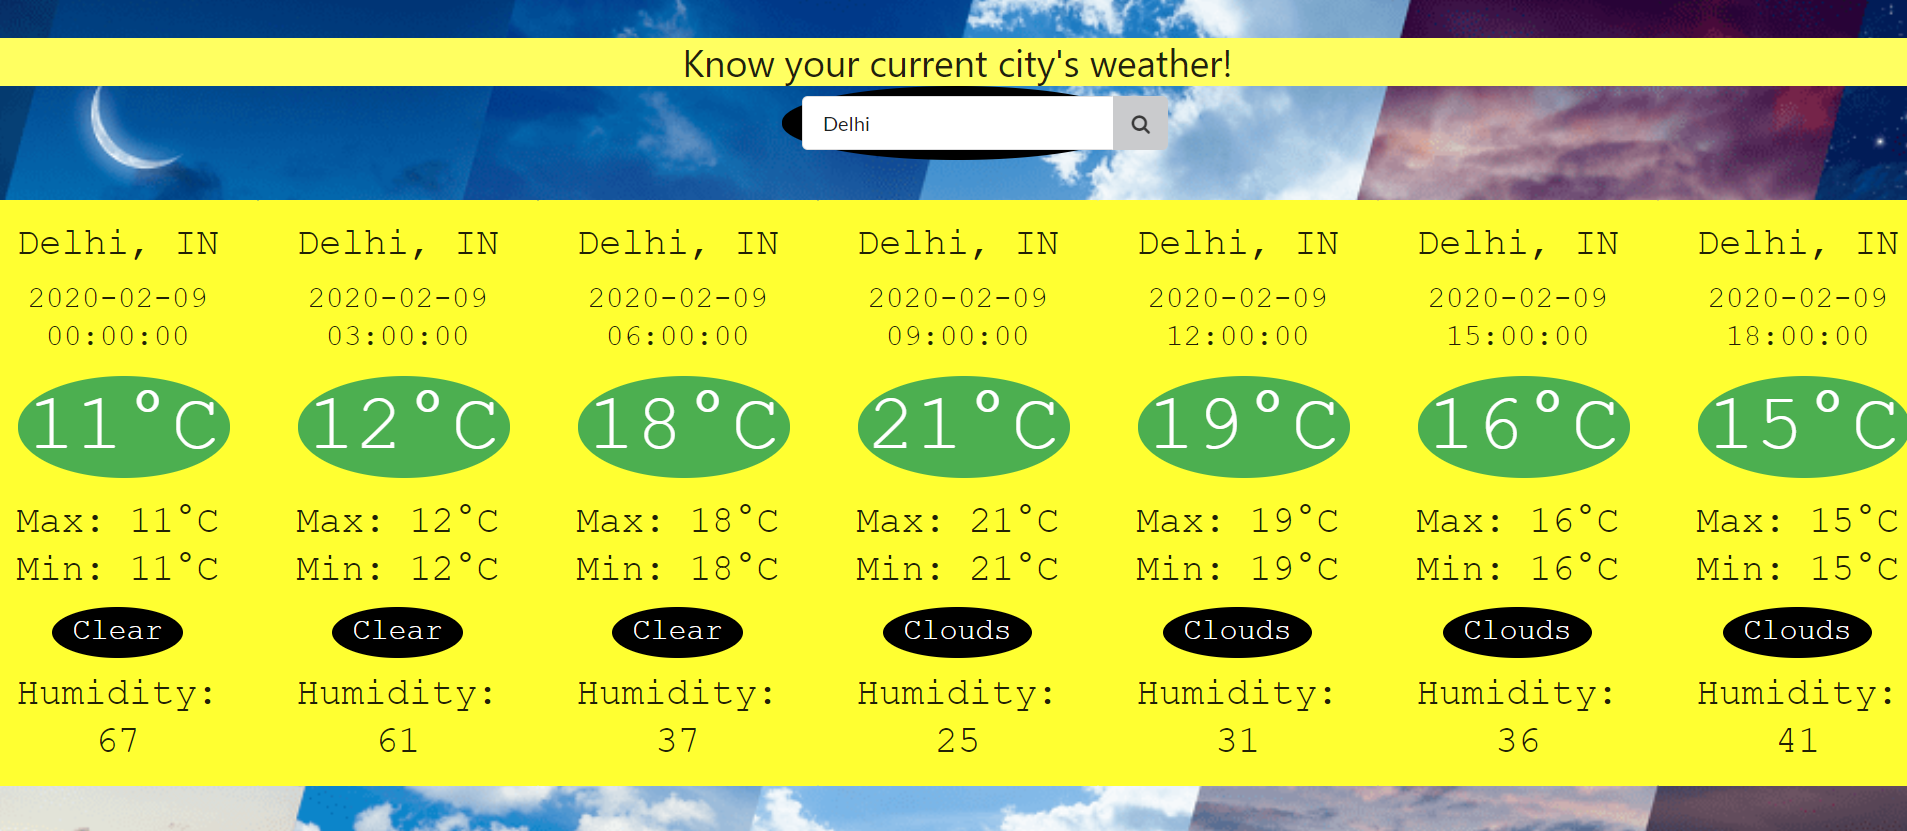 Know your current city's weather!
Delhi
Delhi, IN
2020-02-09
00:00:00
11°C
Max: 11°C
Min: 11°C
Clear
Humidity:
67
Delhi, IN
2020-02-09
03:00:00
12°C
Max: 12°C
Min: 12°C
Clear
Humidity:
61
Delhi, IN
2020-02-09
06:00:00
18°C
Max: 18°C
Min: 18°C
Clear
Humidity:
37
Delhi, IN
2020-02-09
09:00:00
21°C
Max: 21°C
Min: 21°C
Clouds
Humidity:
25
Delhi, IN
2020-02-09
12:00:00
19°C
Max: 19°C
Min: 19°C
Clouds
Humidity:
31
Delhi, IN
2020-02-09
15:00:00
16°C
Max: 16°C
Min: 16°C
Clouds
Humidity:
36
Delhi, IN
2020-02-09
18:00:00
15°C
Max: 15°C
Min: 15°C
Clouds
Humidity:
41